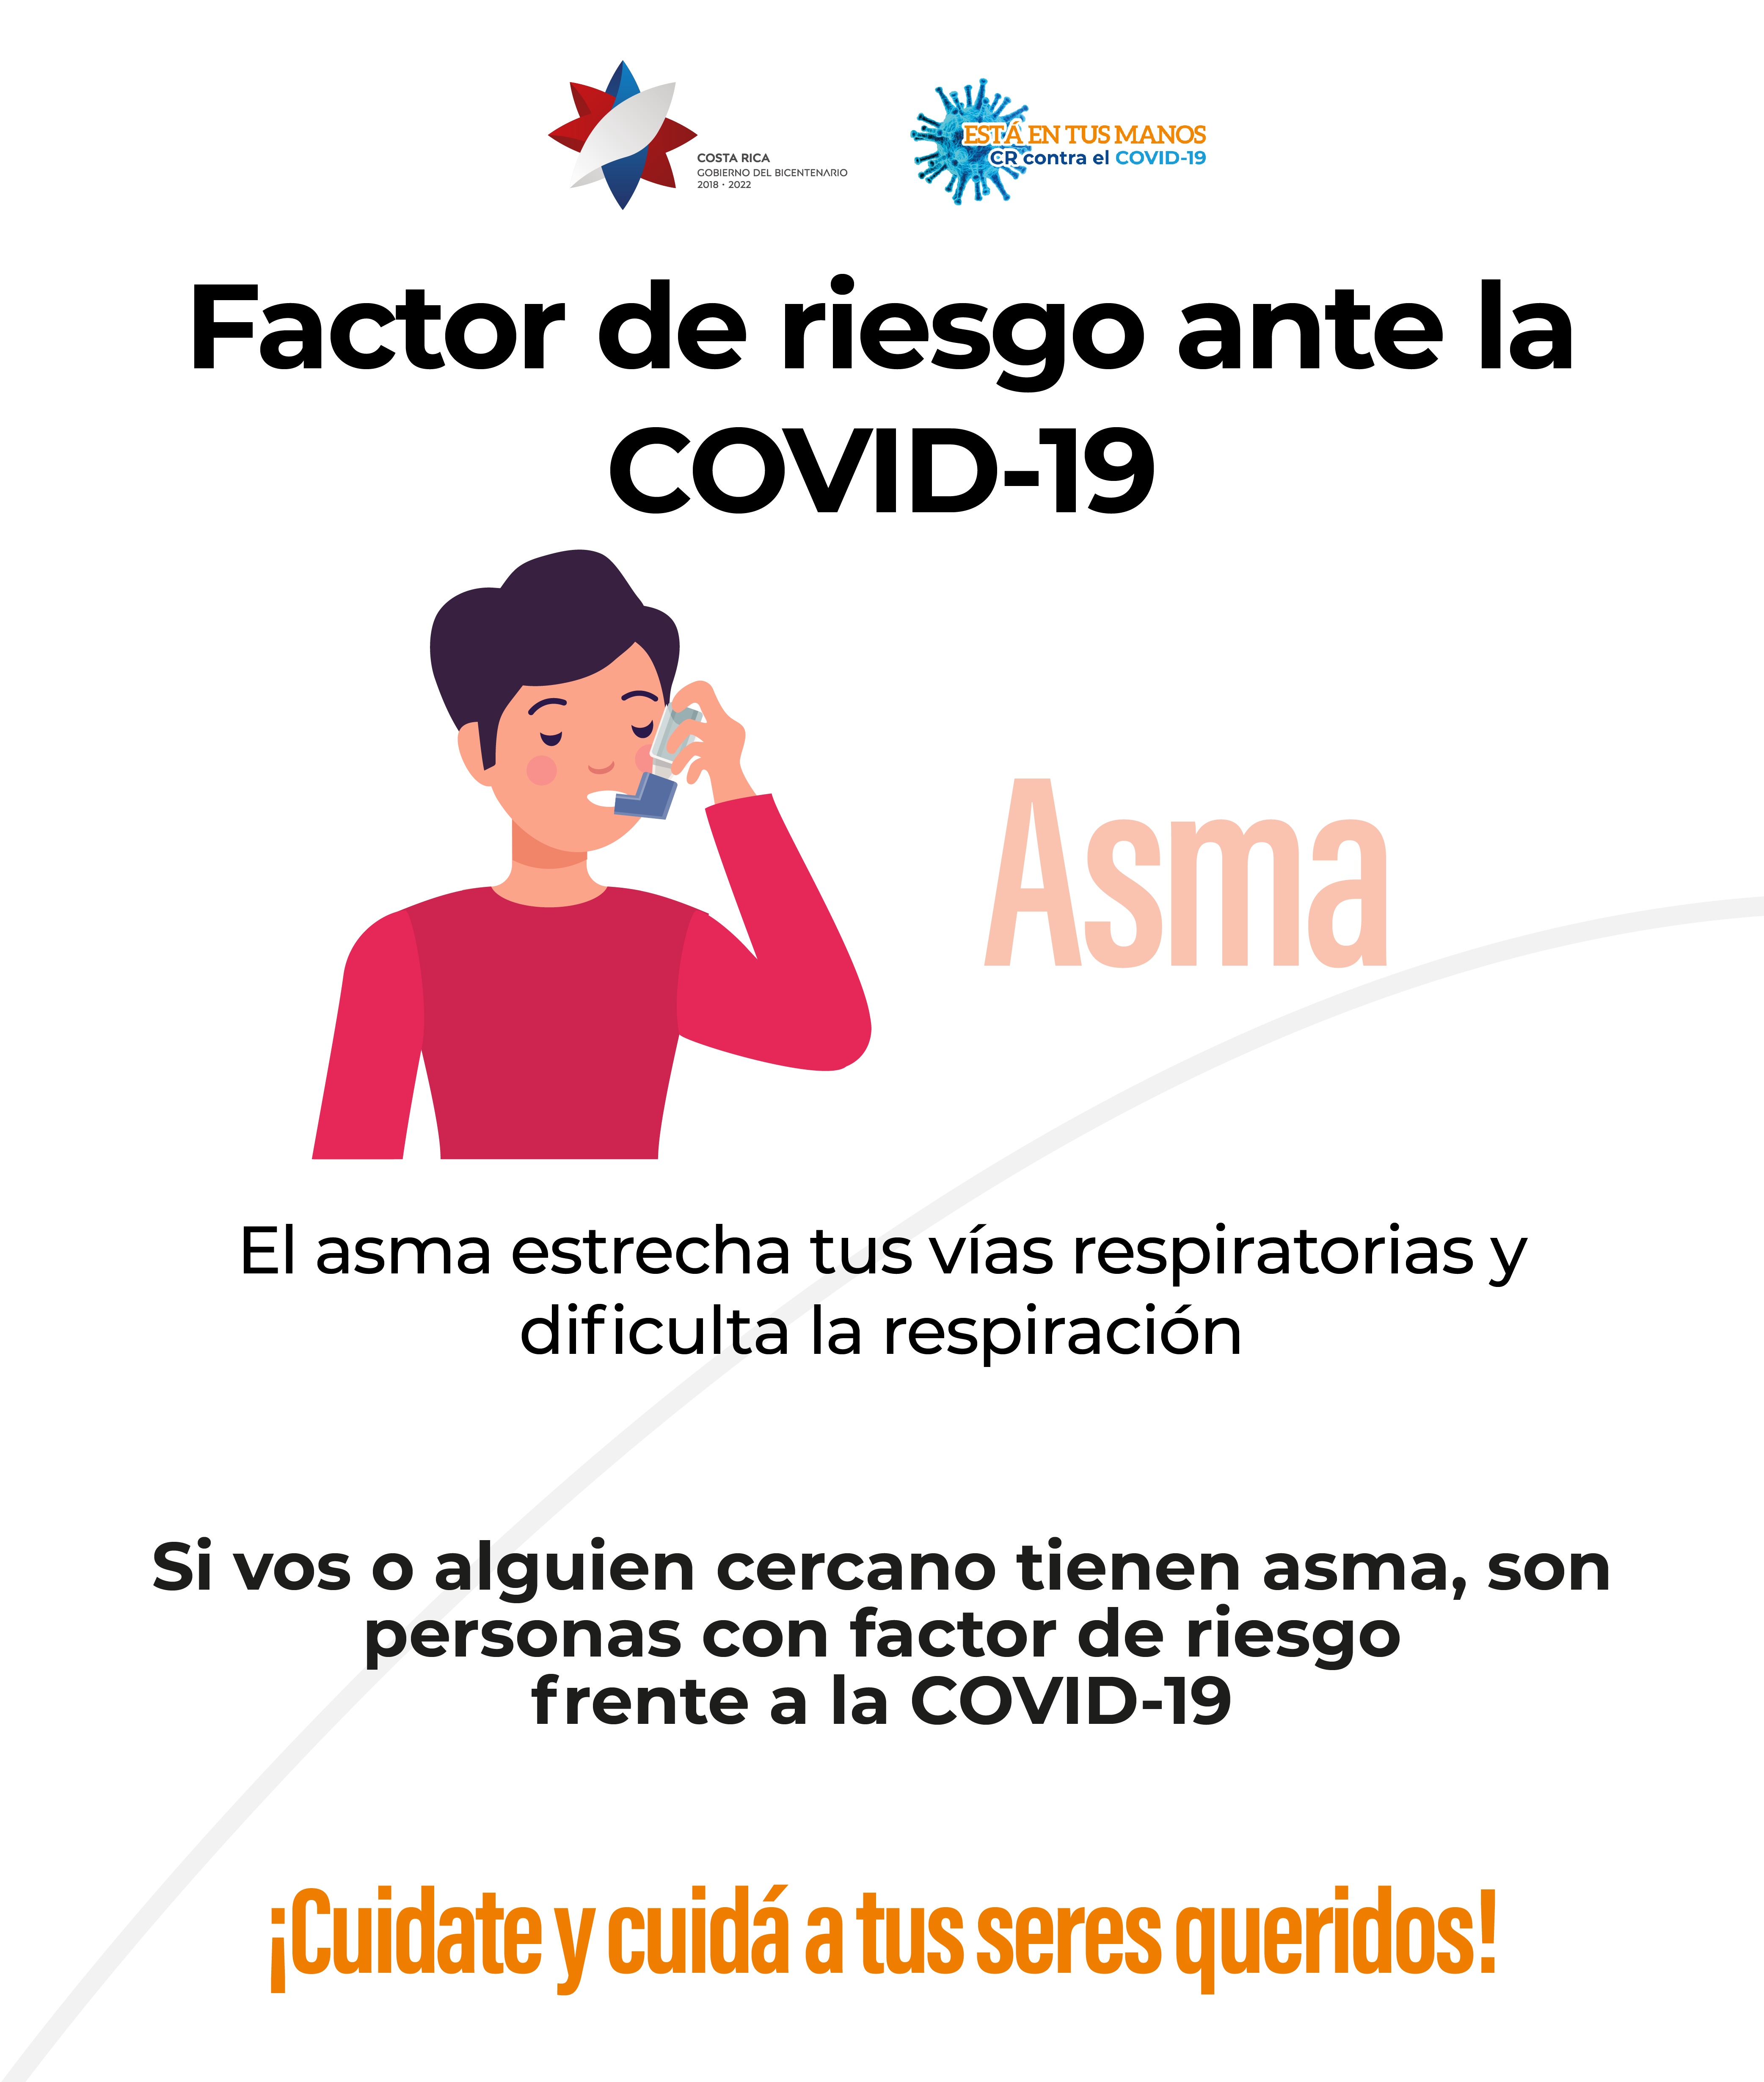 COSTA RICA
GOBIERNO DEL BICENTENARIO
2018 · 2022
ESTÁ EN TUS MANOS
CR contra el COVID-19
Factor de riesgo ante la
COVID-19
Asma
El asma estrecha tus vías respiratorias y
dificulta la respiración
Si vos o alguien cercano tienen asma, son
personas con factor de riesgo
frente a la COVID-19
¡Cuidate y cuidá a tus seres queridos!